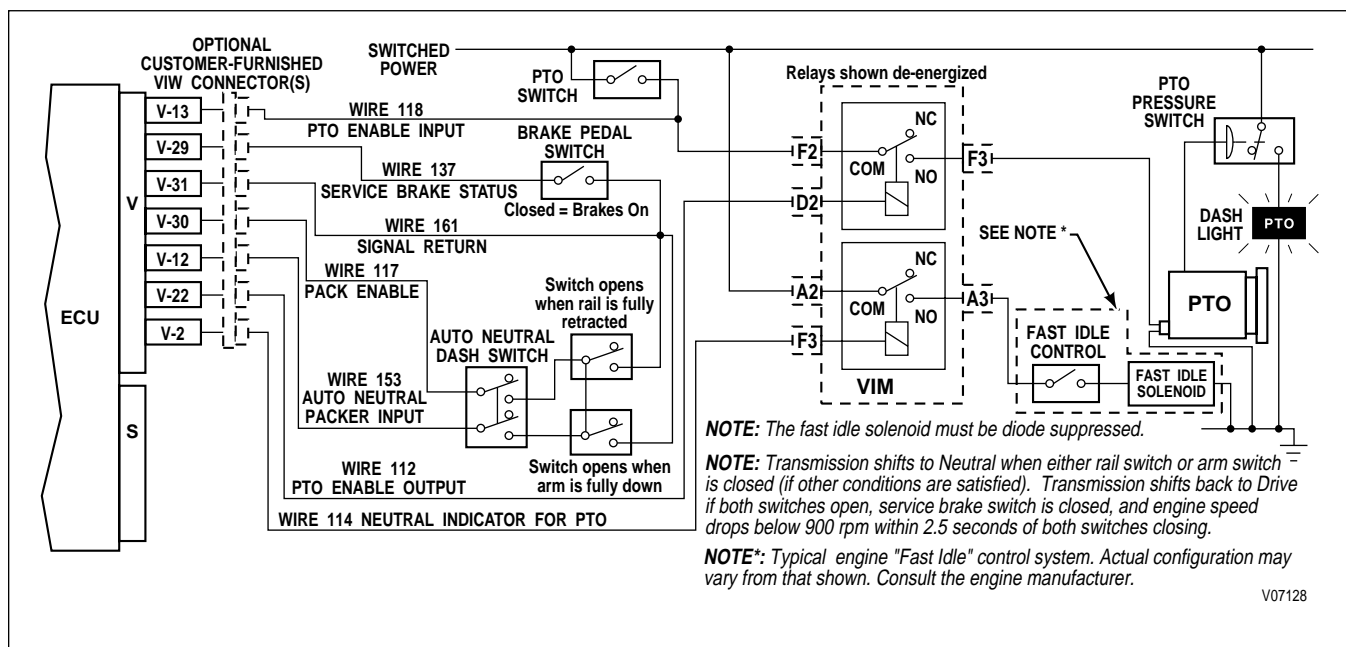 OPTIONAL
CUSTOMER-FURNISHED
VIW CONNECTOR(S)
SWITCHED
POWER
PTO
SWITCH
Relays shown de-energized
PTO
PRESSURE
SWITCH
V-13
V-29
V-31
V-30
V-12
V-22
V-2
V
S
ECU
WIRE 118
PTO ENABLE INPUT
BRAKE PEDAL
SWITCH
WIRE 137
SERVICE BRAKE STATUS
Closed = Brakes On
WIRE 161
SIGNAL RETURN
WIRE 117
PACK ENABLE
Switch opens
when rail is fully
retracted
AUTO NEUTRAL
DASH SWITCH
WIRE 153
AUTO NEUTRAL
PACKER INPUT
Switch opens when
arm is fully down
WIRE 112
PTO ENABLE OUTPUT
WIRE 114 NEUTRAL INDICATOR FOR PTO
F2
D2
NC
COM
NO
F3
A2
F3
NC
COM
NO
A3
VIM
SEE NOTE *
DASH
LIGHT
PTO
PTO
FAST IDLE
CONTROL
FAST IDLE
SOLENOID
NOTE: The fast idle solenoid must be diode suppressed.
NOTE: Transmission shifts to Neutral when either rail switch or arm switch
is closed (if other conditions are satisfied). Transmission shifts back to Drive
if both switches open, service brake switch is closed, and engine speed
drops below 900 rpm within 2.5 seconds of both switches closing.
NOTE*: Typical engine "Fast Idle" control system. Actual configuration may
vary from that shown. Consult the engine manufacturer.
V07128